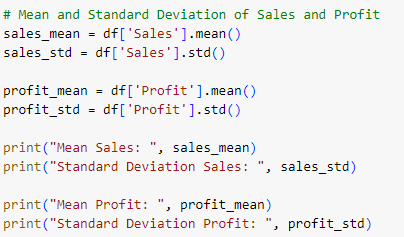 # Mean and Standard Deviation of Sales and Profit
sales_mean = df['Sales'].mean()
sales_std = df['Sales'].std()
profit_mean = df['Profit'].mean()
profit_std = df['Profit'].std()
print("Mean Sales: ", sales_mean)
print("Standard Deviation Sales: ", sales_std)
print("Mean Profit: ", profit_mean)
print("Standard Deviation Profit: ", profit_std)